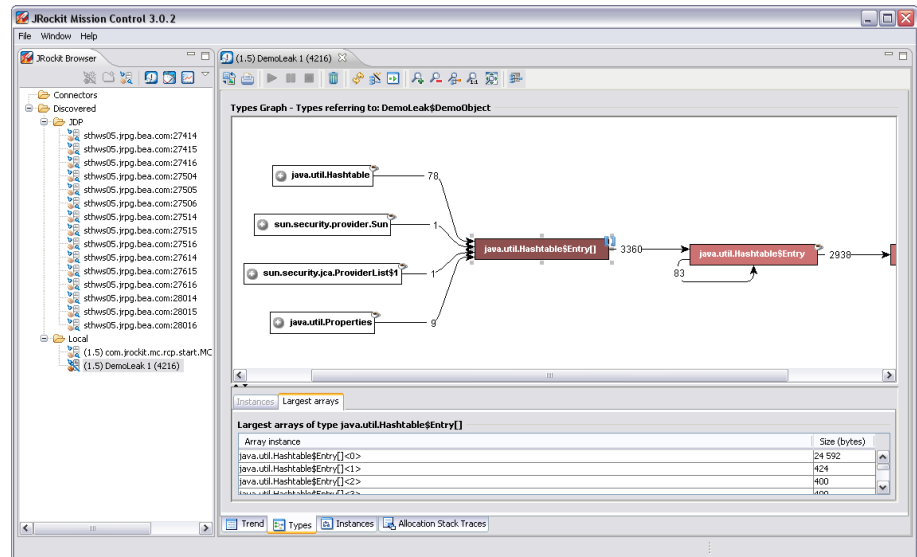 JRockit Mission Control 3.0.2
File Window Help
JRockit Browser
Connectors
Discovered
JDP
sthws05.jrpg.bea.com:27414
sthws05.jrpg.bea.com:27415
sthws05.jrpg.bea.com:27416
sthws05.jrpg.bea.com:27504
sthws05.jrpg.bea.com:27505
sthws05.jrpg.bea.com:27506
sthws05.jrpg.bea.com:27514
sthws05.jrpg.bea.com:27515
sthws05.jrpg.bea.com:27516
sthws05.jrpg.bea.com:27614
sthws05.jrpg.bea.com:27615
sthws05.jrpg.bea.com:27616
sthws05.jrpg.bea.com:28014
sthws05.jrpg.bea.com:28015
sthws05.jrpg.bea.com:28016
Local
(1.5) com.jrockit.mc.rcp.start.MC
(1.5) DemoLeak 1 (4216)
(1.5) DemoLeak 1 (4216)
Types Graph - Types referring to: DemoLeak$DemoObject
java.util.Hashtable
78
sun.security.provider.Sun
1
java.util.Hashtable$Entry[]
3360
java.util.Hashtable$Entry
2938
sun.security.jca.ProviderList$1
1
83
java.util.Properties
9
Instances
Largest arrays
Largest arrays of type java.util.Hashtable$Entry[]
Array instance Size (bytes)
java.util.Hashtable$Entry[]<0> 24 592
java.util.Hashtable$Entry[]<1> 424
java.util.Hashtable$Entry[]<2> 400
java.util.Hashtable$Entry[]<3> 400
Trend Types Instances Allocation Stack Traces